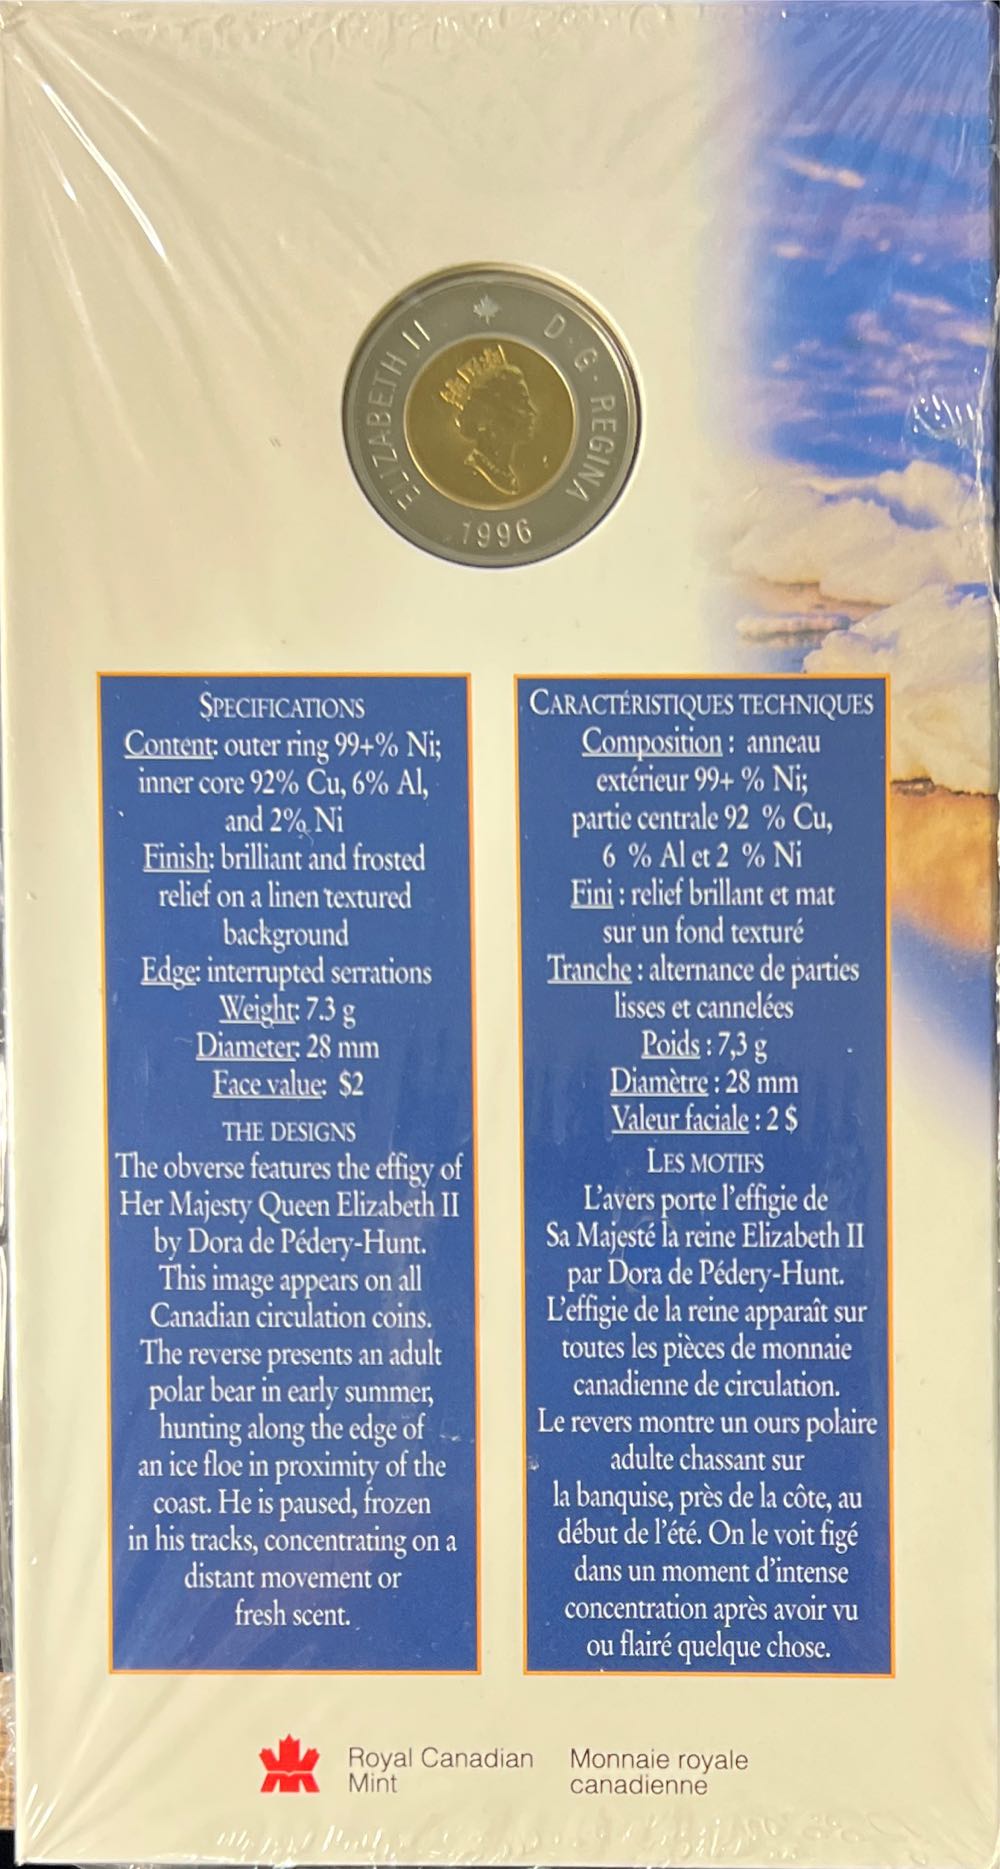 ELIZABETH II D · G · REGINA
1996
SPECIFICATIONS
Content: outer ring 99+% Ni;
inner core 92% Cu, 6% Al,
and 2% Ni
Finish: brilliant and frosted
relief on a linen textured
background
Edge: interrupted serrations
Weight: 7.3 g
Diameter: 28 mm
Face value: $2
THE DESIGNS
The obverse features the effigy of
Her Majesty Queen Elizabeth II
by Dora de Pédery-Hunt.
This image appears on all
Canadian circulation coins.
The reverse presents an adult
polar bear in early summer,
hunting along the edge of
an ice floe in proximity of the
coast. He is paused, frozen
in his tracks, concentrating on a
distant movement or
fresh scent.
CARACTÉRISTIQUES TECHNIQUES
Composition : anneau
extérieur 99+ % Ni;
partie centrale 92 % Cu,
6 % Al et 2 % Ni
Fini : relief brillant et mat
sur un fond texturé
Tranche : alternance de parties
lisses et cannelées
Poids : 7,3 g
Diamètre : 28 mm
Valeur faciale : 2 $
LES MOTIFS
L'avers porte l'effigie de
Sa Majesté la reine Elizabeth II
par Dora de Pédery-Hunt.
L'effigie de la reine apparaît sur
toutes les pièces de monnaie
canadienne de circulation.
Le revers montre un ours polaire
adulte chassant sur
la banquise, près de la côte, au
début de l'été. On le voit figé
dans un moment d'intense
concentration après avoir vu
ou flairé quelque chose.
Royal Canadian
Mint
Monnaie royale
canadienne